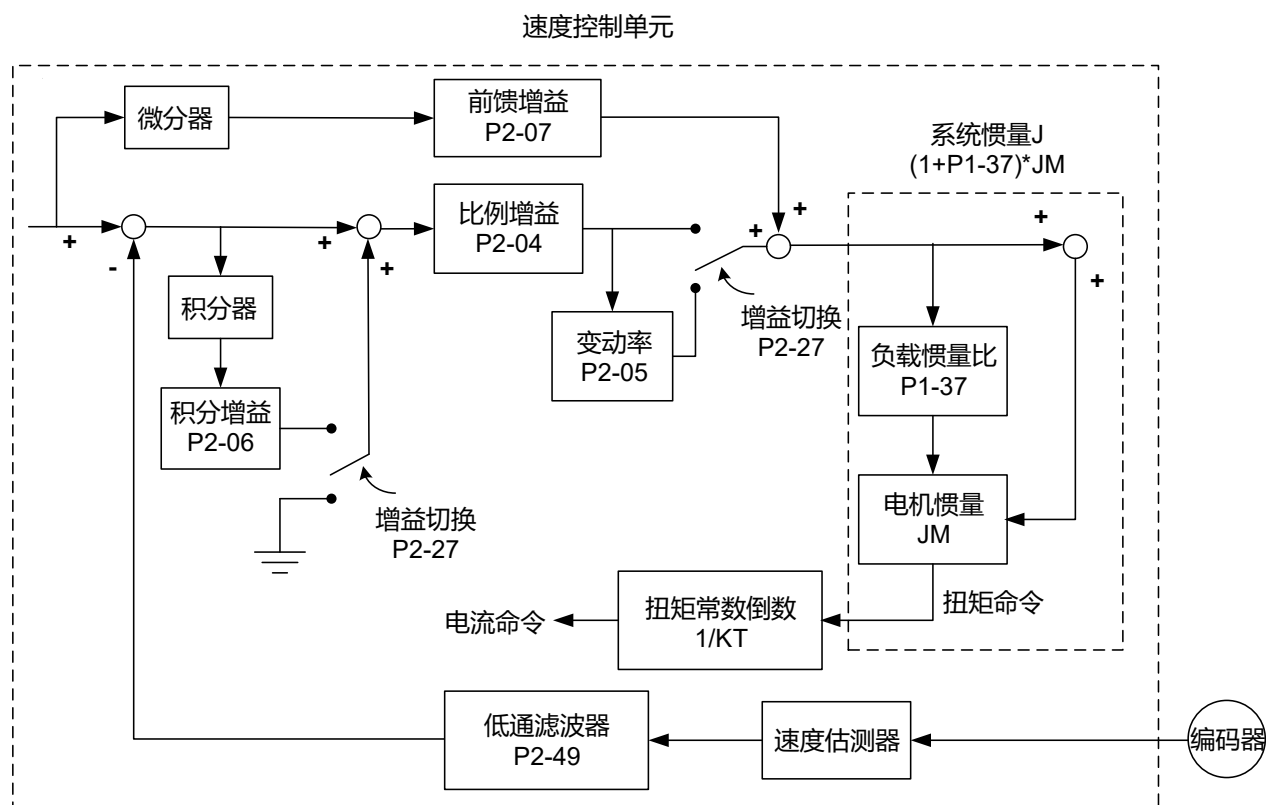 速度控制单元
微分器
前馈增益
P2-07
系统惯量J
(1+P1-37)*JM
+
-
+
+
比例增益
P2-04
+
+
+
+
积分器
变动率
P2-05
增益切换
P2-27
负载惯量比
P1-37
积分增益
P2-06
增益切换
P2-27
电机惯量
JM
电流命令
扭矩常数倒数
1/KT
扭矩命令
低通滤波器
P2-49
速度估测器
编码器